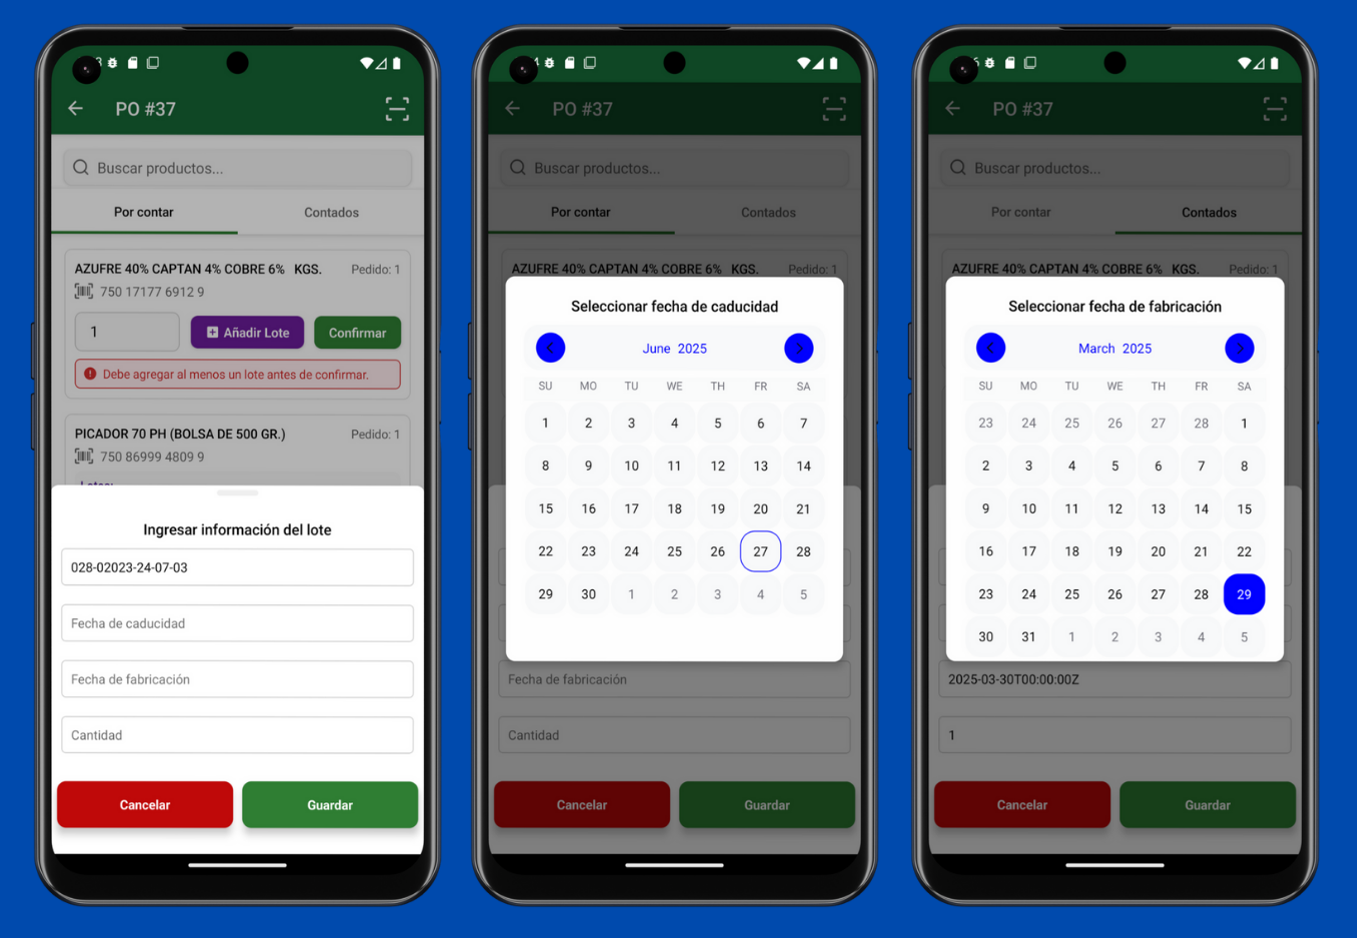 PO #37
Buscar productos...
Por contar Contados
AZUFRE 40% CAPTAN 4% COBRE 6% KGS. Pedido: 1
750 17177 6912 9
1 Añadir Lote Confirmar
Debe agregar al menos un lote antes de confirmar.
PICADOR 70 PH (BOLSA DE 500 GR.) Pedido: 1
750 86999 4809 9
Lotes:
Ingresar información del lote
028-02023-24-07-03
Fecha de caducidad
Fecha de fabricación
Cantidad
Cancelar Guardar
PO #37
Buscar productos...
Por contar Contados
AZUFRE 40% CAPTAN 4% COBRE 6% KGS. Pedido: 1
Seleccionar fecha de caducidad
June 2025
SU MO TU WE TH FR SA
1 2 3 4 5 6 7
8 9 10 11 12 13 14
15 16 17 18 19 20 21
22 23 24 25 26 27 28
29 30 1 2 3 4 5
Fecha de fabricación
Cantidad
Cancelar Guardar
PO #37
Buscar productos...
Por contar Contados
AZUFRE 40% CAPTAN 4% COBRE 6% KGS. Pedido: 1
Seleccionar fecha de fabricación
March 2025
SU MO TU WE TH FR SA
23 24 25 26 27 28 1
2 3 4 5 6 7 8
9 10 11 12 13 14 15
16 17 18 19 20 21 22
23 24 25 26 27 28 29
30 31 1 2 3 4 5
2025-03-30T00:00:00Z
1
Cancelar Guardar